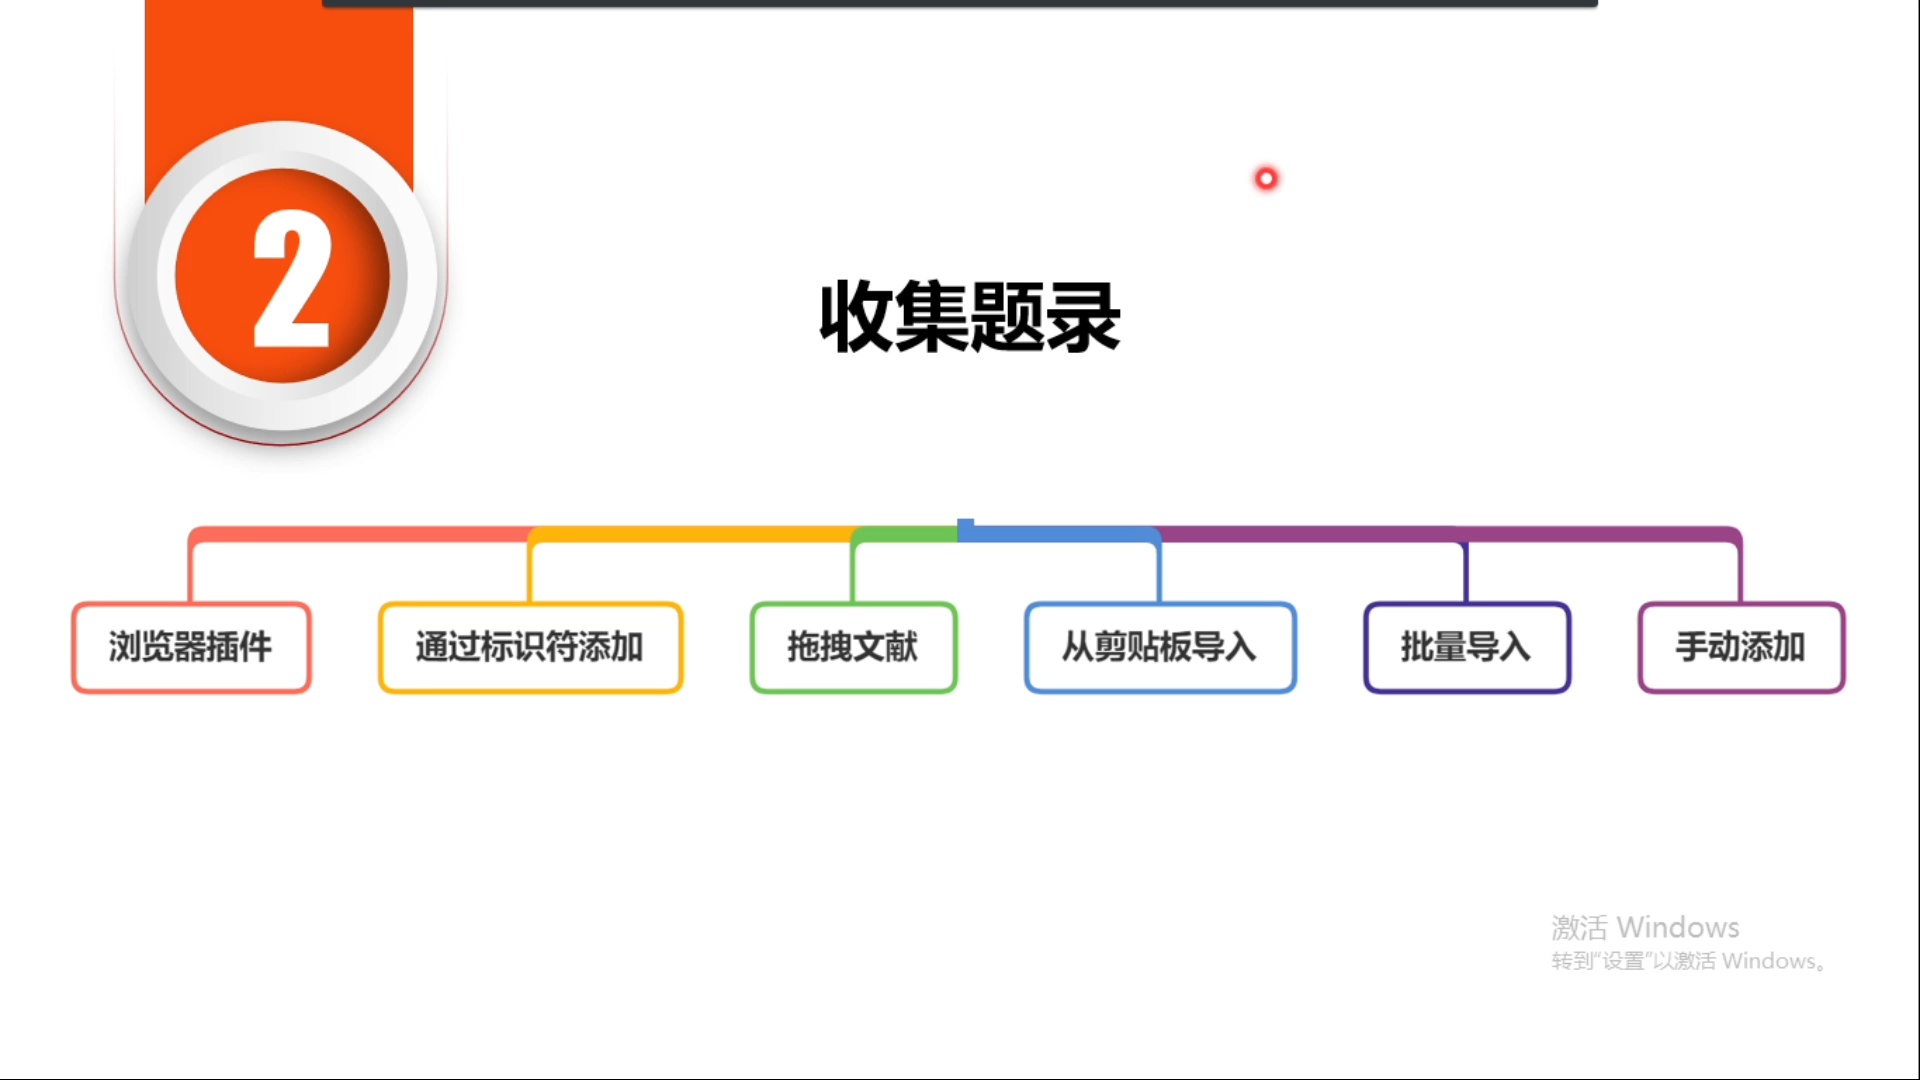 2
收集题录
浏览器插件
通过标识符添加
拖拽文献
从剪贴板导入
批量导入
手动添加
激活 Windows
转到“设置”以激活 Windows。